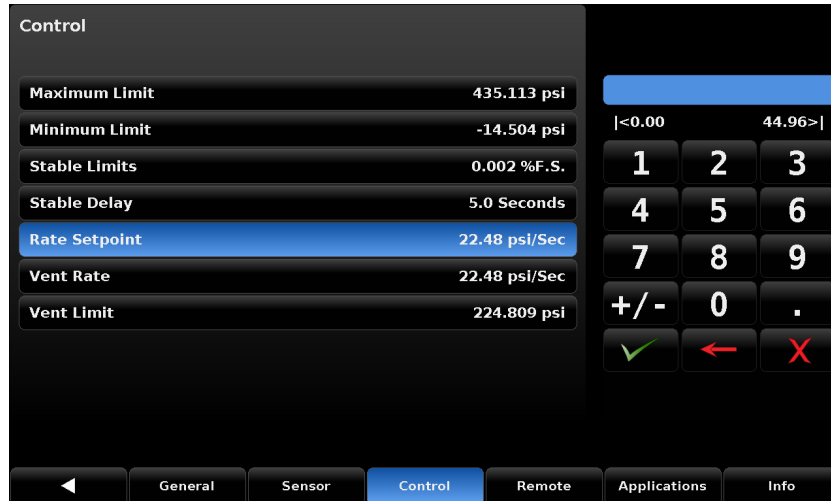 Control
Maximum Limit 435.113 psi
Minimum Limit -14.504 psi
Stable Limits 0.002 %F.S.
Stable Delay 5.0 Seconds
Rate Setpoint 22.48 psi/Sec
Vent Rate 22.48 psi/Sec
Vent Limit 224.809 psi
|<0.00 44.96>|
1 2 3
4 5 6
7 8 9
+/- 0 .
X
General Sensor Control Remote Applications Info